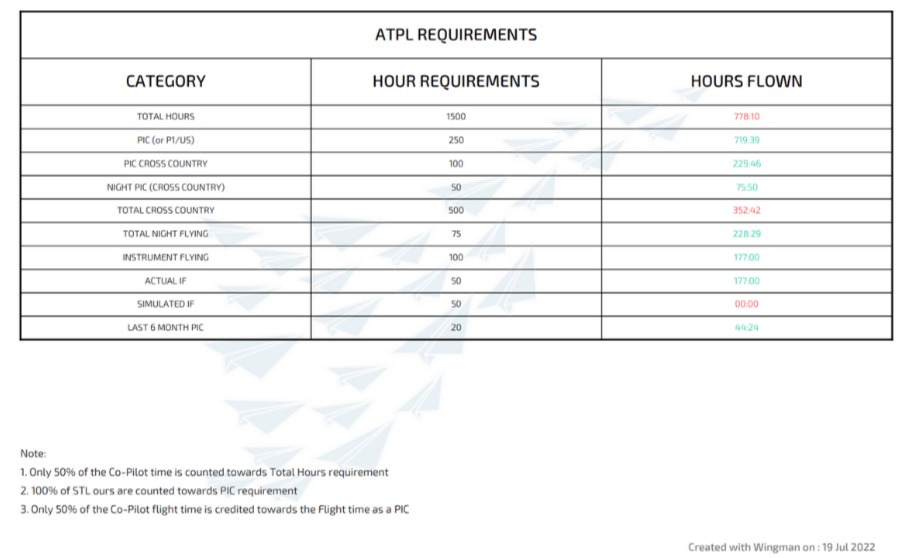 ATPL REQUIREMENTS
CATEGORY HOUR REQUIREMENTS HOURS FLOWN
TOTAL HOURS 1500 778:10
PIC (or P1/US) 250 719:39
PIC CROSS COUNTRY 100 229:46
NIGHT PIC (CROSS COUNTRY) 50 75:50
TOTAL CROSS COUNTRY 500 352:42
TOTAL NIGHT FLYING 75 228:29
INSTRUMENT FLYING 100 177:00
ACTUAL IF 50 177:00
SIMULATED IF 50 00:00
LAST 6 MONTH PIC 20 44:24
Note:
1. Only 50% of the Co-Pilot time is counted towards Total Hours requirement
2. 100% of STL ours are counted towards PIC requirement
3. Only 50% of the Co-Pilot flight time is credited towards the Flight time as a PIC
Created with Wingman on : 19 Jul 2022